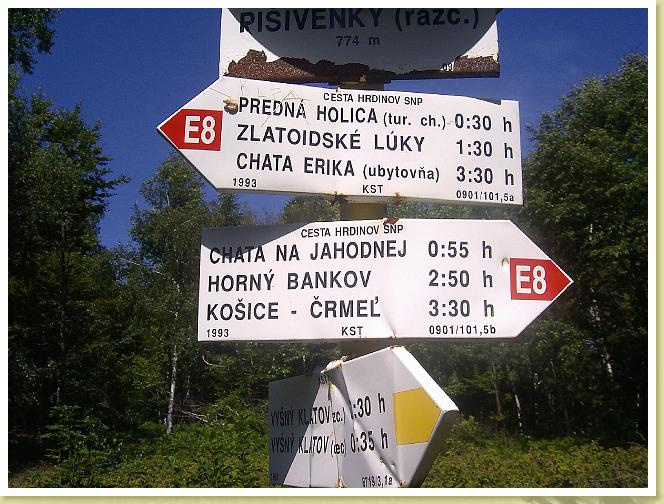 PISIVENKY (rázc.)
774 m
CESTA HRDINOV SNP
PREDNÁ HOLICA (tur. ch.) 0:30 h
E8
ZLATOIDSKÉ LÚKY 1:30 h
CHATA ERIKA (ubytovňa) 3:30 h
1993 KST 0901/101,5a
CESTA HRDINOV SNP
CHATA NA JAHODNEJ 0:55 h
HORNÝ BANKOV 2:50 h
E8
KOŠICE - ČRMEĽ 3:30 h
1993 KST 0901/101,5b
VYŠNÝ KLATOV :30 h
VYŠNÝ KLATOV 0:35 h